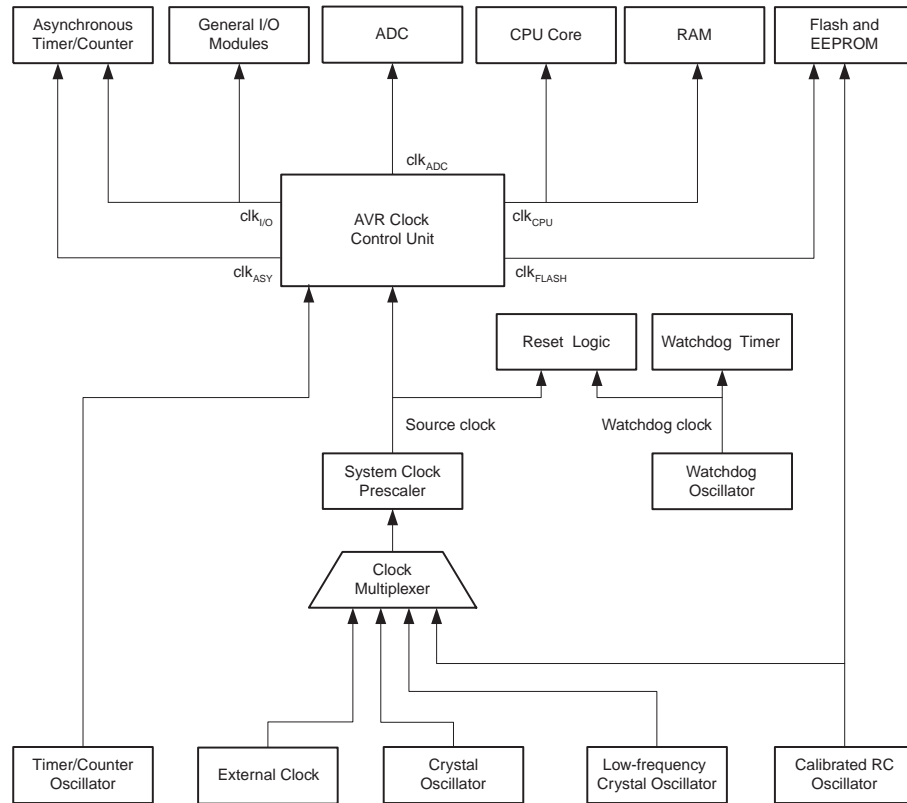 Asynchronous
Timer/Counter
General I/O
Modules
ADC
CPU Core
RAM
Flash and
EEPROM
clkADC
clkI/O
AVR Clock
Control Unit
clkCPU
clkASY
clkFLASH
Reset Logic
Watchdog Timer
Source clock
Watchdog clock
System Clock
Prescaler
Watchdog
Oscillator
Clock
Multiplexer
Timer/Counter
Oscillator
External Clock
Crystal
Oscillator
Low-frequency
Crystal Oscillator
Calibrated RC
Oscillator